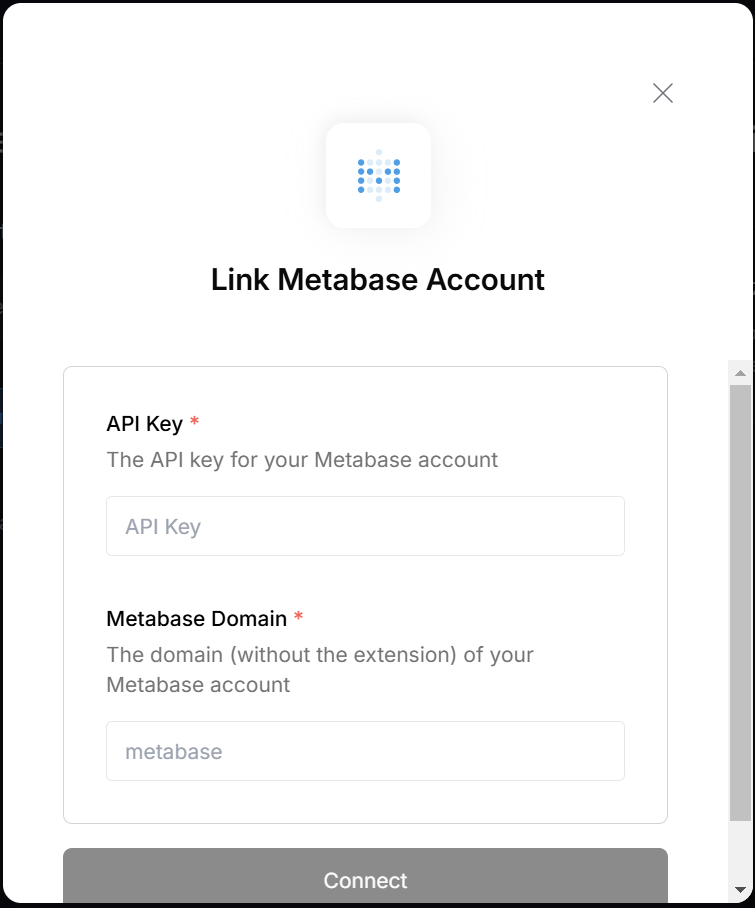 Link Metabase Account
API Key *
The API key for your Metabase account
API Key
Metabase Domain *
The domain (without the extension) of your
Metabase account
metabase
Connect